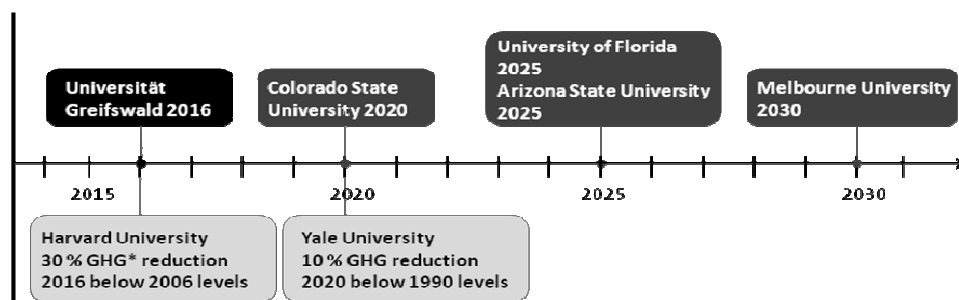 Universität
Greifswald 2016
Colorado State
University 2020
University of Florida
2025
Arizona State University
2025
Melbourne University
2030
2015
2020
2025
2030
Harvard University
30 % GHG* reduction
2016 below 2006 levels
Yale University
10 % GHG reduction
2020 below 1990 levels